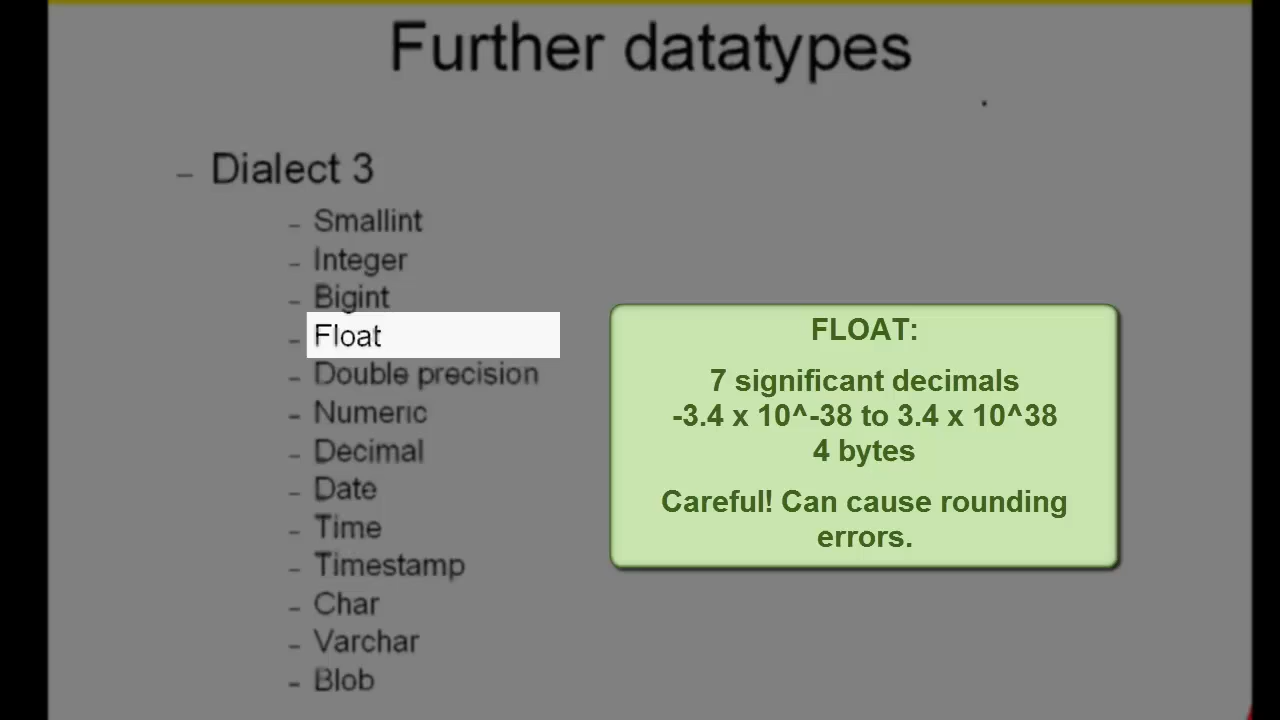 Further datatypes
– Dialect 3
– Smallint
– Integer
– Bigint
– Float
– Double precision
– Numeric
– Decimal
– Date
– Time
– Timestamp
– Char
– Varchar
– Blob
FLOAT:
7 significant decimals
-3.4 x 10^-38 to 3.4 x 10^38
4 bytes
Careful! Can cause rounding
errors.